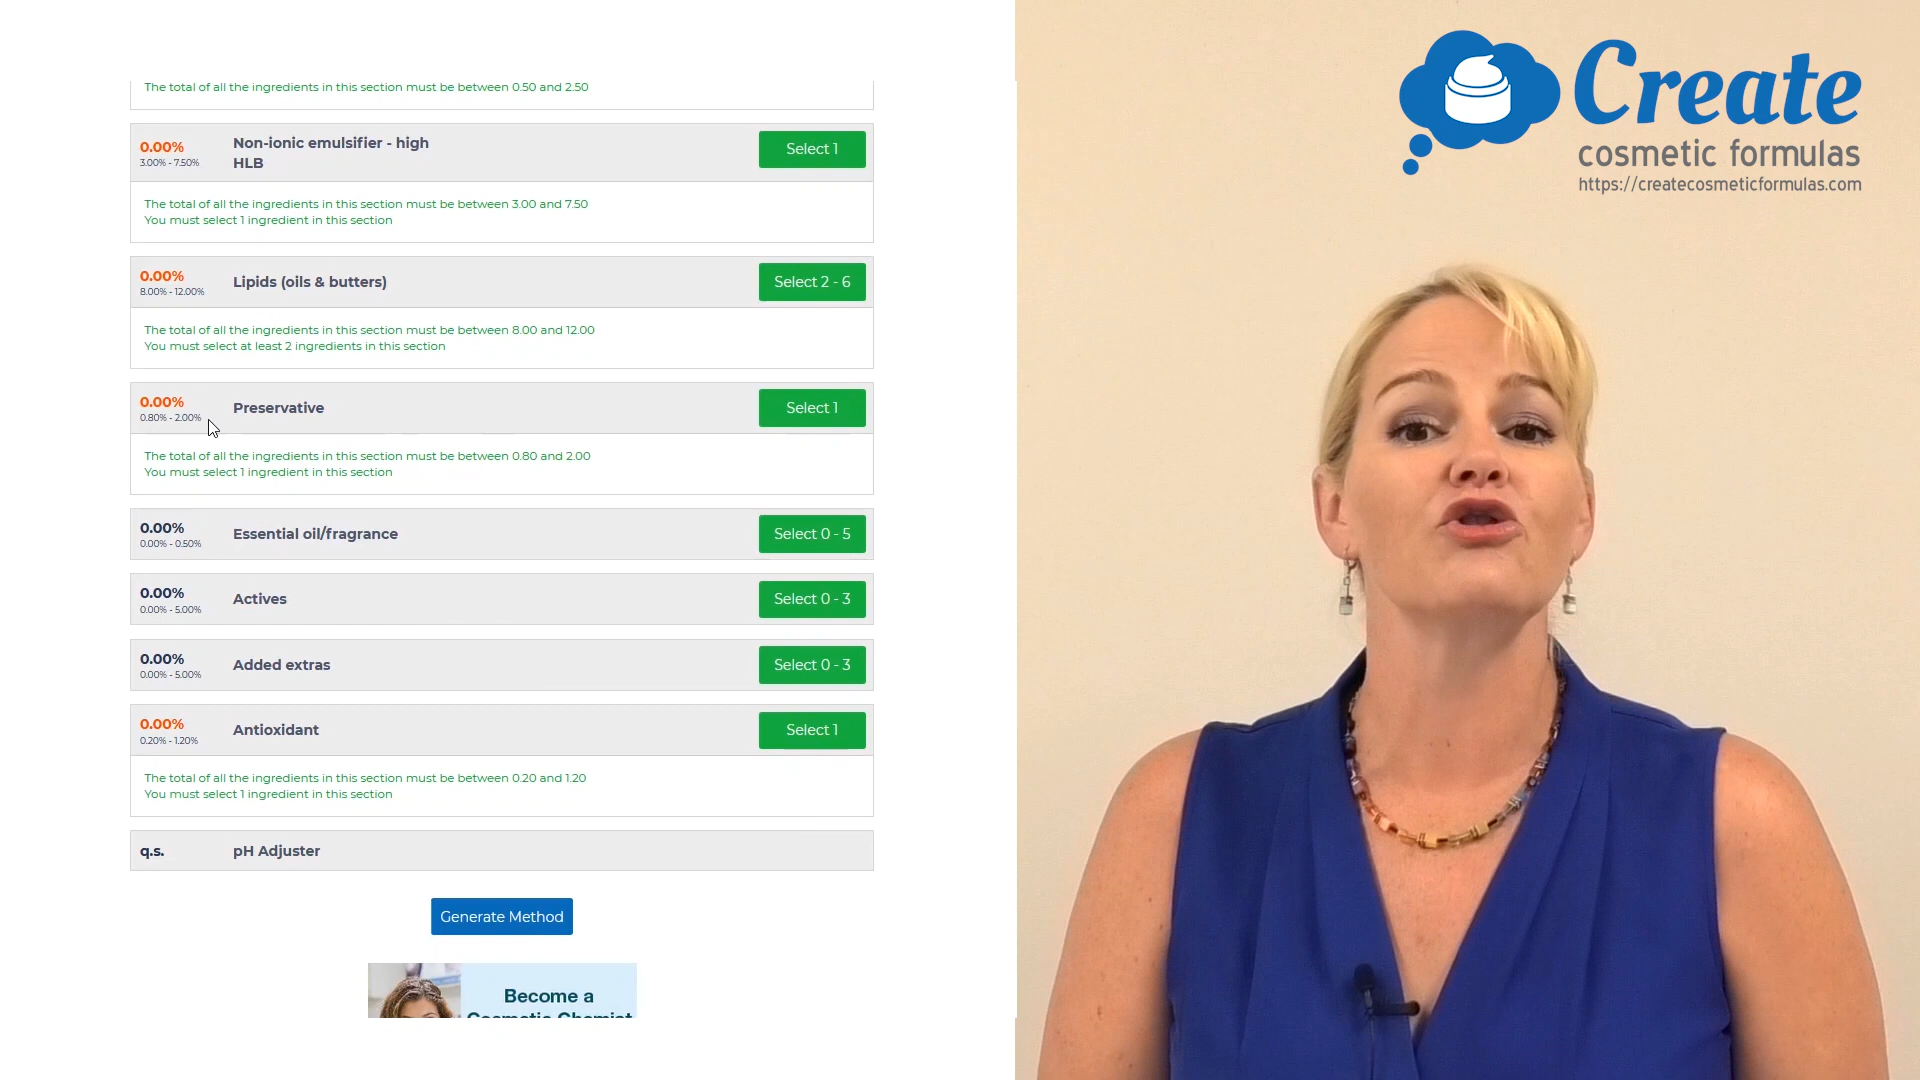 The total of all the ingredients in this section must be between 0.50 and 2.50
0.00%
3.00% - 7.50%
Non-ionic emulsifier - high
HLB
Select 1
The total of all the ingredients in this section must be between 3.00 and 7.50
You must select 1 ingredient in this section
0.00%
8.00% - 12.00%
Lipids (oils & butters)
Select 2 - 6
The total of all the ingredients in this section must be between 8.00 and 12.00
You must select at least 2 ingredients in this section
0.00%
0.80% - 2.00%
Preservative
Select 1
The total of all the ingredients in this section must be between 0.80 and 2.00
You must select 1 ingredient in this section
0.00%
0.00% - 0.50%
Essential oil/fragrance
Select 0 - 5
0.00%
0.00% - 5.00%
Actives
Select 0 - 3
0.00%
0.00% - 5.00%
Added extras
Select 0 - 3
0.00%
0.20% - 1.20%
Antioxidant
Select 1
The total of all the ingredients in this section must be between 0.20 and 1.20
You must select 1 ingredient in this section
q.s.
pH Adjuster
Generate Method
Become a
Cosmetic Chemist
Create
cosmetic formulas
https://createcosmeticformulas.com